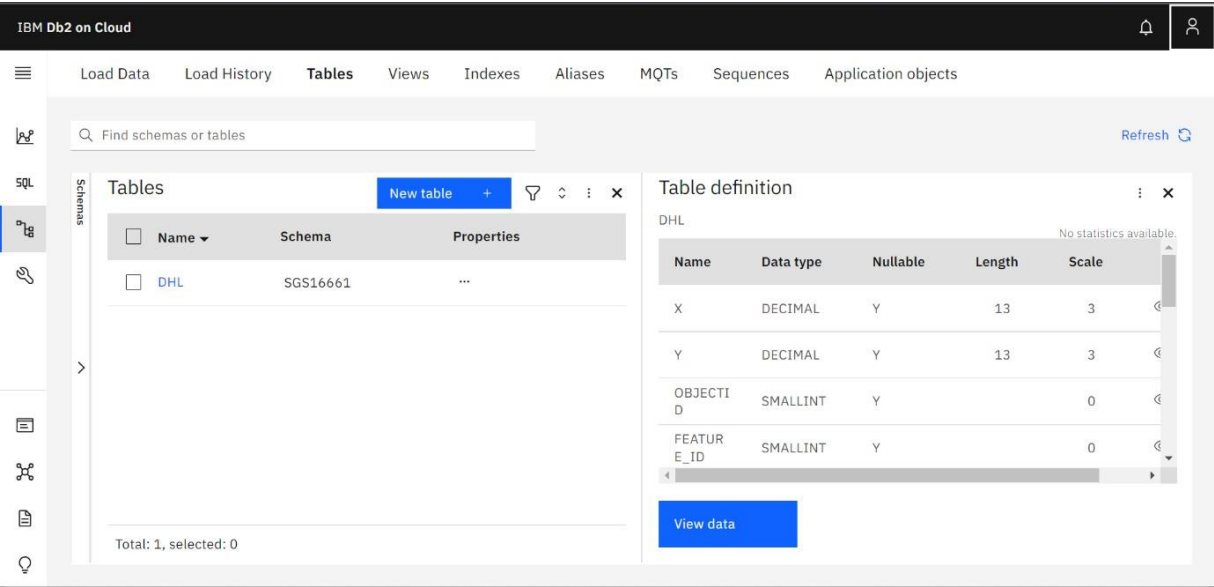 IBM Db2 on Cloud
Load Data Load History Tables Views Indexes Aliases MQTs Sequences Application objects
Find schemas or tables
Refresh
SQL
Schemas
Tables
New table +
Name Schema Properties
DHL SGS16661 ...
Total: 1, selected: 0
Table definition
DHL
No statistics available.
Name Data type Nullable Length Scale
X DECIMAL Y 13 3
Y DECIMAL Y 13 3
OBJECTI
D SMALLINT Y 0
FEATUR
E_ID SMALLINT Y 0
View data